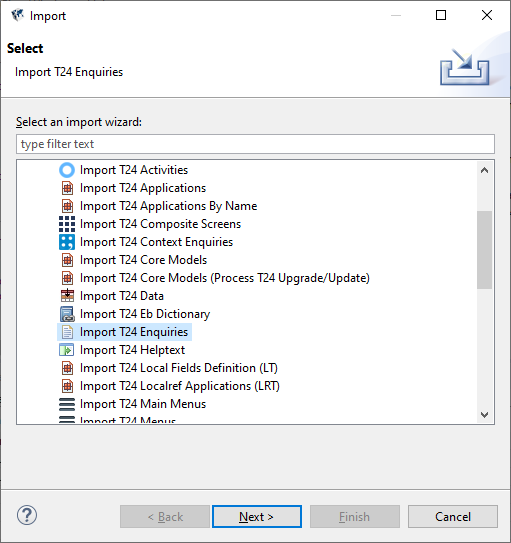 Import
Select
Import T24 Enquiries
Select an import wizard:
type filter text
Import T24 Activities
Import T24 Applications
Import T24 Applications By Name
Import T24 Composite Screens
Import T24 Context Enquiries
Import T24 Core Models
Import T24 Core Models (Process T24 Upgrade/Update)
Import T24 Data
Import T24 Eb Dictionary
Import T24 Enquiries
Import T24 Helptext
Import T24 Local Fields Definition (LT)
Import T24 Localref Applications (LRT)
Import T24 Main Menus
Import T24 Menus
? < Back Next > Finish Cancel